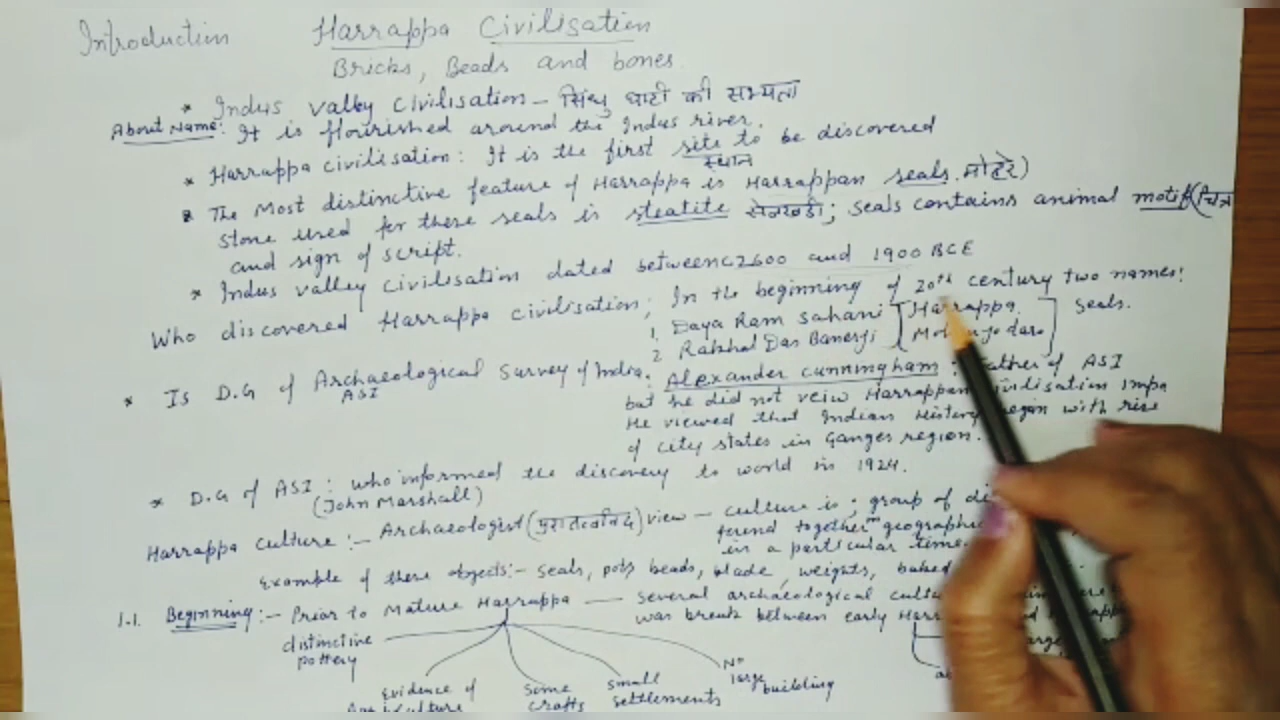 Introduction Harrappa Civilisation
Bricks, Beads and bones.
* Indus valley Civilisation - सिंधु घाटी की सभ्यता
About Name: It is flourished around the Indus river.
* Harrappa civilisation: It is the first site to be discovered
स्थान
* The Most distinctive feature of Harrappa is Harrappan seals. मोहरे)
stone used for these seals is steatite सेलखडी; seals contains animal motif (चित्र
and sign of script.
* Indus valley Civilisation dated between c2600 and 1900 BCE
Who discovered Harrappa civilisation; In the beginning of 20th century two names:
1. Daya Ram Sahani [Harrappa.] seals.
2 Rakhal Das Banerji
* Is D.G of Archaeological Survey of India: Alexander cunningham : father of ASI
ASI
but he did not veiw Harrappan civilisation impa
He viewed that Indian History begin with rise
of city states in Ganges region.
* D.G of ASI : who informed the discovery to world in 1924.
(John Marshall)
Harrappa culture :- Archaeologist (पुरातत्वविद) view - culture is ; group of
found together in geographic
in a particular time.
Example of these objects:- seals, pots beads, blade, weights, baked
1.1. Beginning :- Prior to Mature Harrappa — several archaeological
was break between early
distinctive
pottery
Evidence of
Agriculture
some
crafts
small
settlements
No
large building